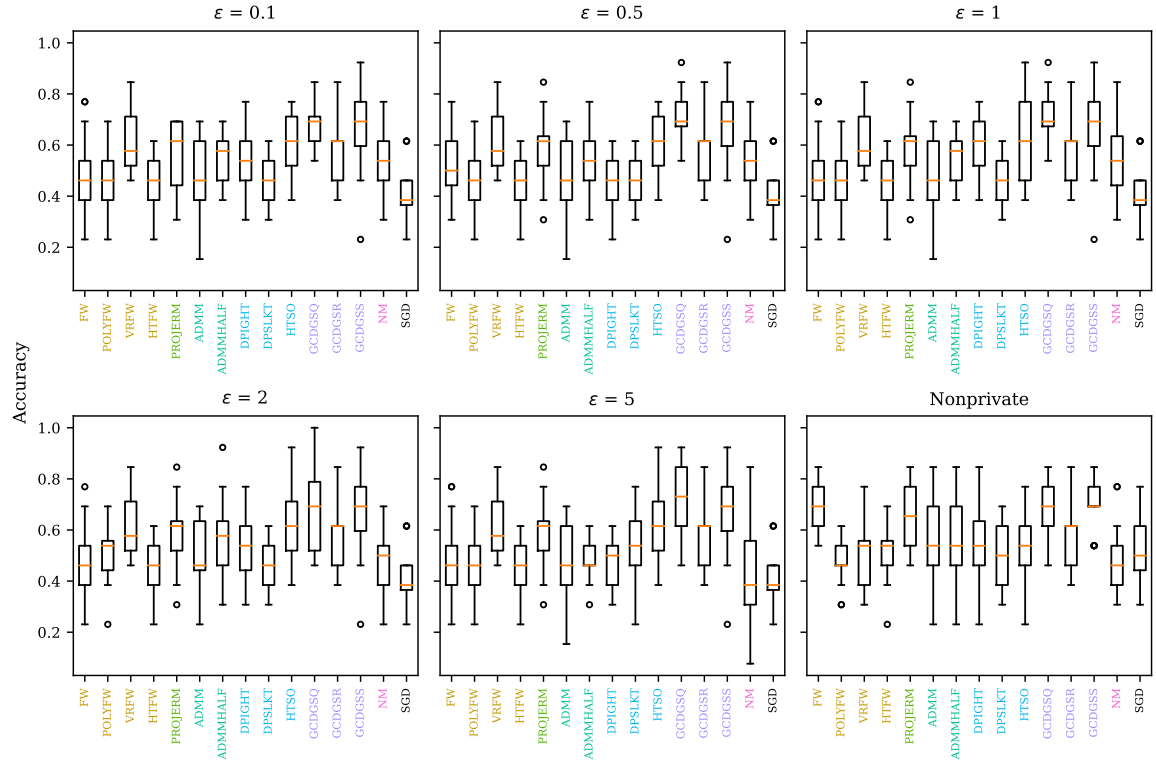 ε = 0.1
ε = 0.5
ε = 1
1.0
0.8
0.6
0.4
0.2
FW
POLYFW
VRFW
HTFW
PROJERM
ADMM
ADMMHALF
DPIGHT
DPSLKT
HTSO
GCDGSQ
GCDGSR
GCDGSS
NM
SGD
FW
POLYFW
VRFW
HTFW
PROJERM
ADMM
ADMMHALF
DPIGHT
DPSLKT
HTSO
GCDGSQ
GCDGSR
GCDGSS
NM
SGD
FW
POLYFW
VRFW
HTFW
PROJERM
ADMM
ADMMHALF
DPIGHT
DPSLKT
HTSO
GCDGSQ
GCDGSR
GCDGSS
NM
SGD
Accuracy
ε = 2
ε = 5
Nonprivate
1.0
0.8
0.6
0.4
0.2
FW
POLYFW
VRFW
HTFW
PROJERM
ADMM
ADMMHALF
DPIGHT
DPSLKT
HTSO
GCDGSQ
GCDGSR
GCDGSS
NM
SGD
FW
POLYFW
VRFW
HTFW
PROJERM
ADMM
ADMMHALF
DPIGHT
DPSLKT
HTSO
GCDGSQ
GCDGSR
GCDGSS
NM
SGD
FW
POLYFW
VRFW
HTFW
PROJERM
ADMM
ADMMHALF
DPIGHT
DPSLKT
HTSO
GCDGSQ
GCDGSR
GCDGSS
NM
SGD